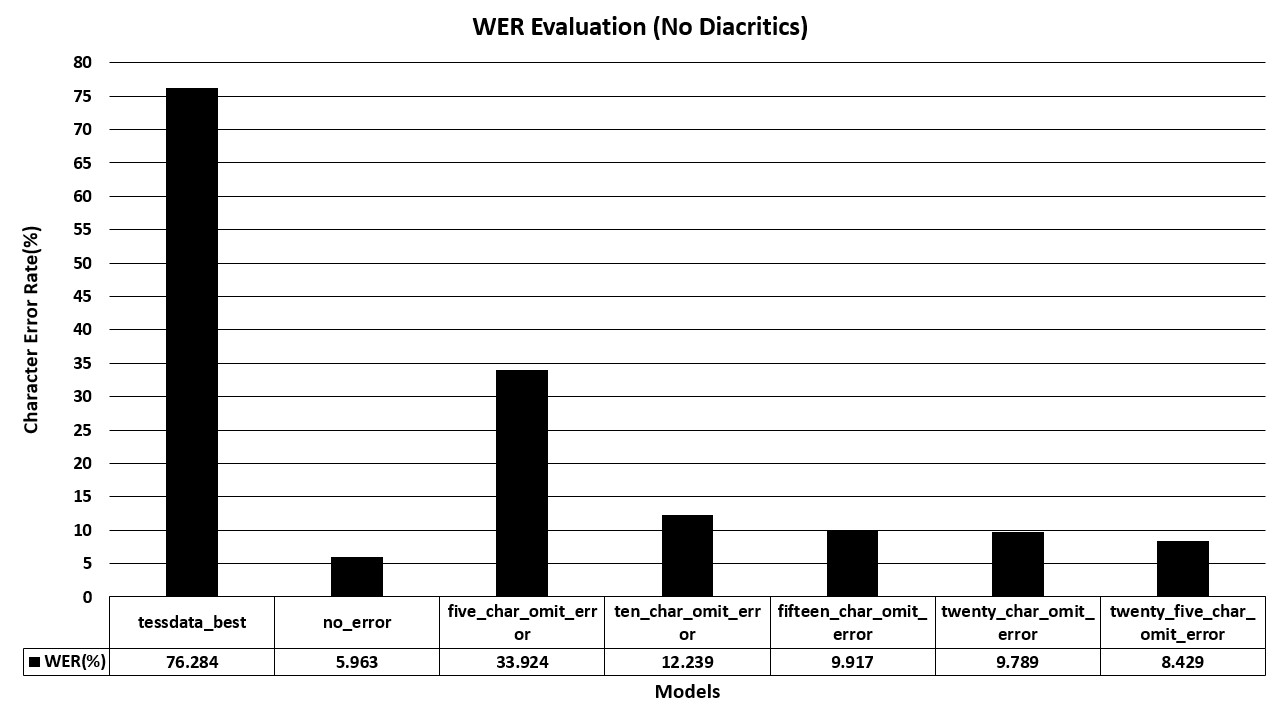 WER Evaluation (No Diacritics)
80
75
70
65
60
55
50
45
40
35
30
25
20
15
10
5
0
Character Error Rate(%)
tessdata_best
no_error
five_char_omit_err
or
ten_char_omit_err
or
fifteen_char_omit_
error
twenty_char_omit_
error
twenty_five_char_
omit_error
WER(%) 76.284 5.963 33.924 12.239 9.917 9.789 8.429
Models